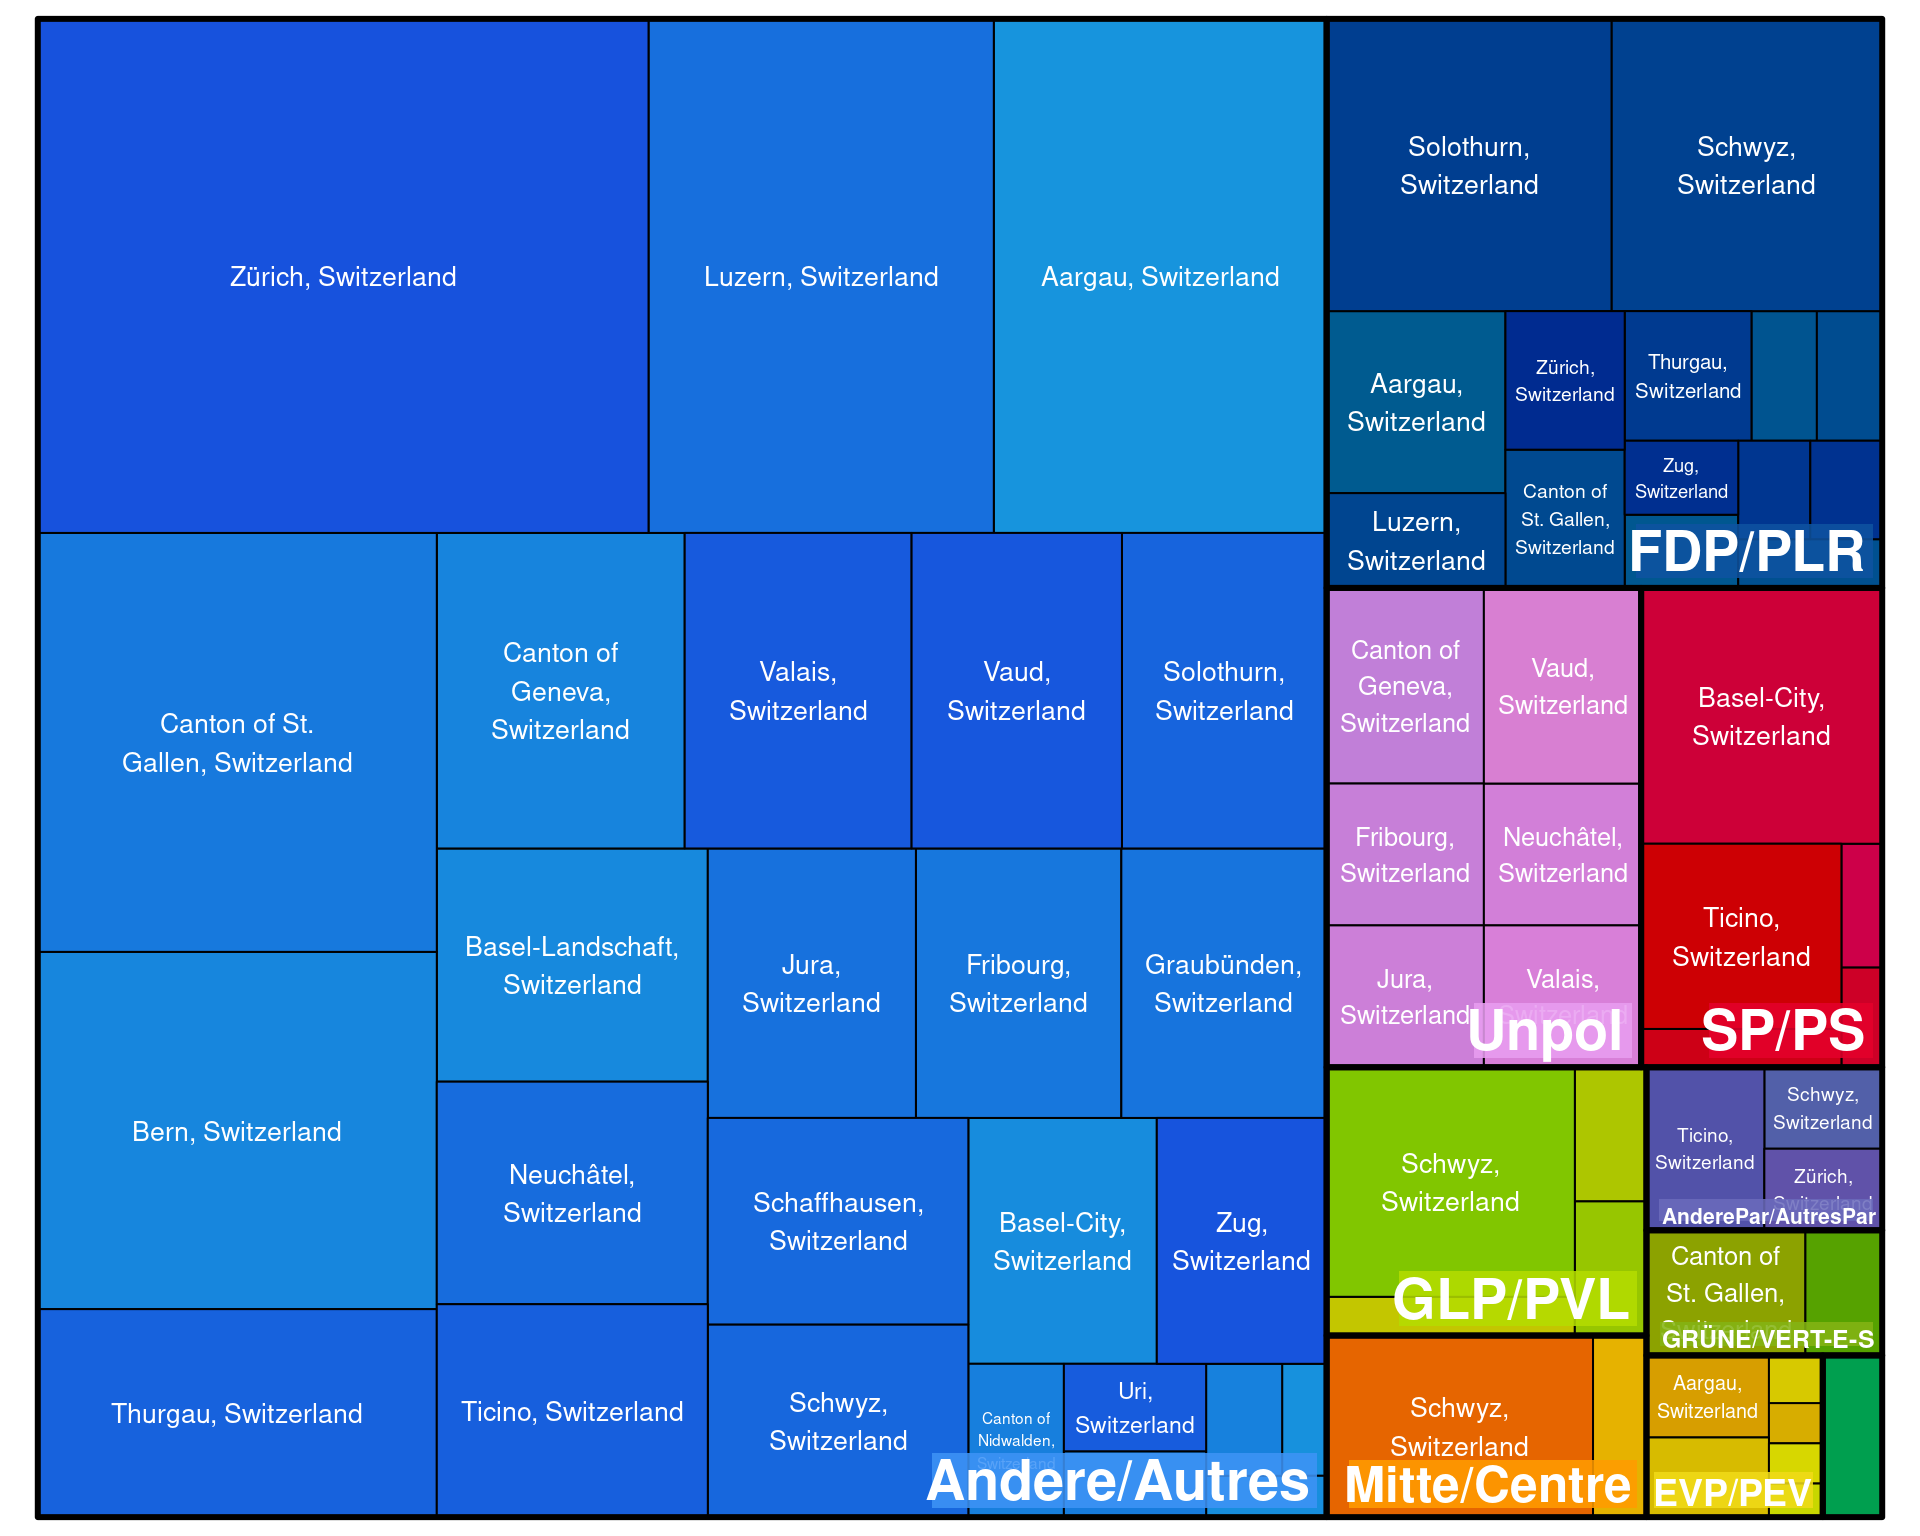 Zürich, Switzerland
Luzern, Switzerland
Aargau, Switzerland
Canton of St.
Gallen, Switzerland
Canton of
Geneva,
Switzerland
Valais,
Switzerland
Vaud,
Switzerland
Solothurn,
Switzerland
Bern, Switzerland
Basel-Landschaft,
Switzerland
Jura,
Switzerland
Fribourg,
Switzerland
Graubünden,
Switzerland
Neuchâtel,
Switzerland
Schaffhausen,
Switzerland
Basel-City,
Switzerland
Zug,
Switzerland
Thurgau, Switzerland
Ticino, Switzerland
Schwyz,
Switzerland
Canton of
Nidwalden,
Switzerland
Uri,
Switzerland
Andere/Autres
Solothurn,
Switzerland
Schwyz,
Switzerland
Aargau,
Switzerland
Zürich,
Switzerland
Thurgau,
Switzerland
Luzern,
Switzerland
Canton of
St. Gallen,
Switzerland
Zug,
Switzerland
FDP/PLR
Canton of
Geneva,
Switzerland
Vaud,
Switzerland
Fribourg,
Switzerland
Neuchâtel,
Switzerland
Jura,
Switzerland
Valais,
Switzerland
Unpol
Basel-City,
Switzerland
Ticino,
Switzerland
SP/PS
Schwyz,
Switzerland
GLP/PVL
Ticino,
Switzerland
Schwyz,
Switzerland
Zürich,
Switzerland
AnderePar/AutresPar
Canton of
St. Gallen,
Switzerland
GRÜNE/VERT-E-S
Schwyz,
Switzerland
Mitte/Centre
Aargau,
Switzerland
EVP/PEV